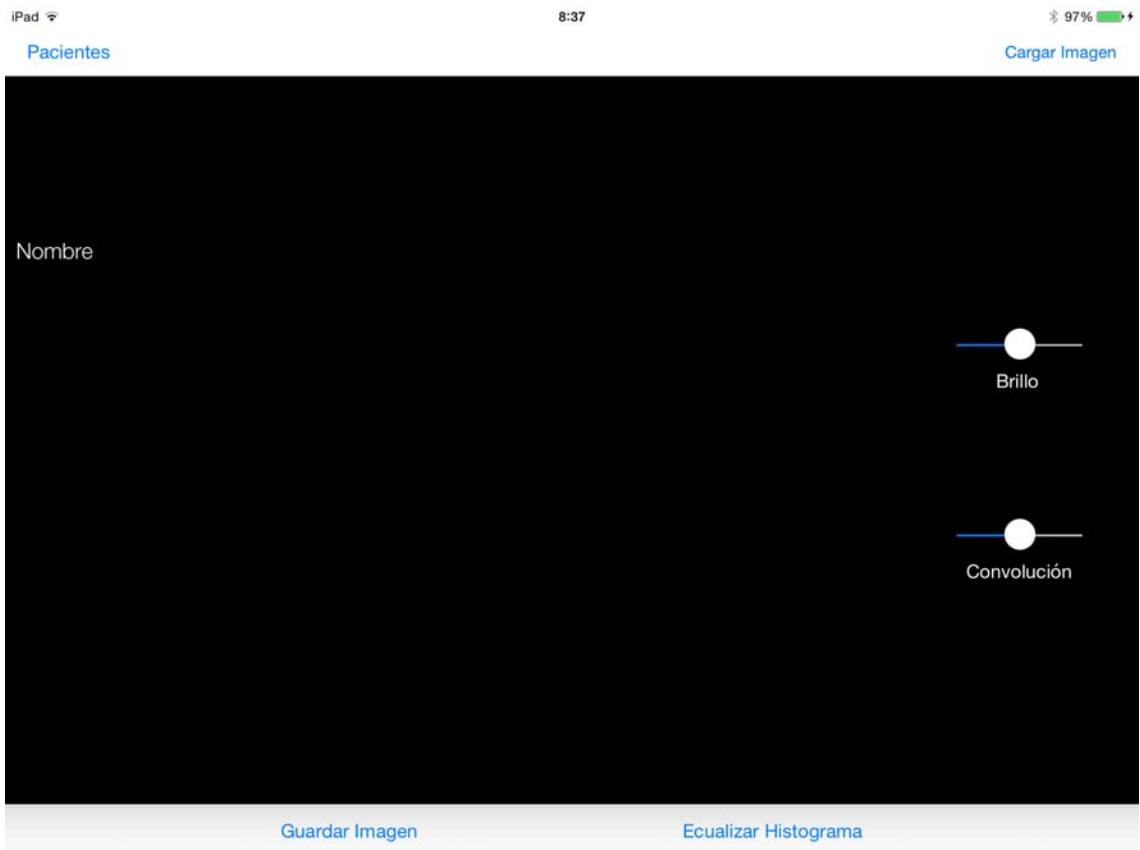 iPad 8:37 97%
Pacientes Cargar Imagen
Nombre
Brillo
Convolución
Guardar Imagen Ecualizar Histograma